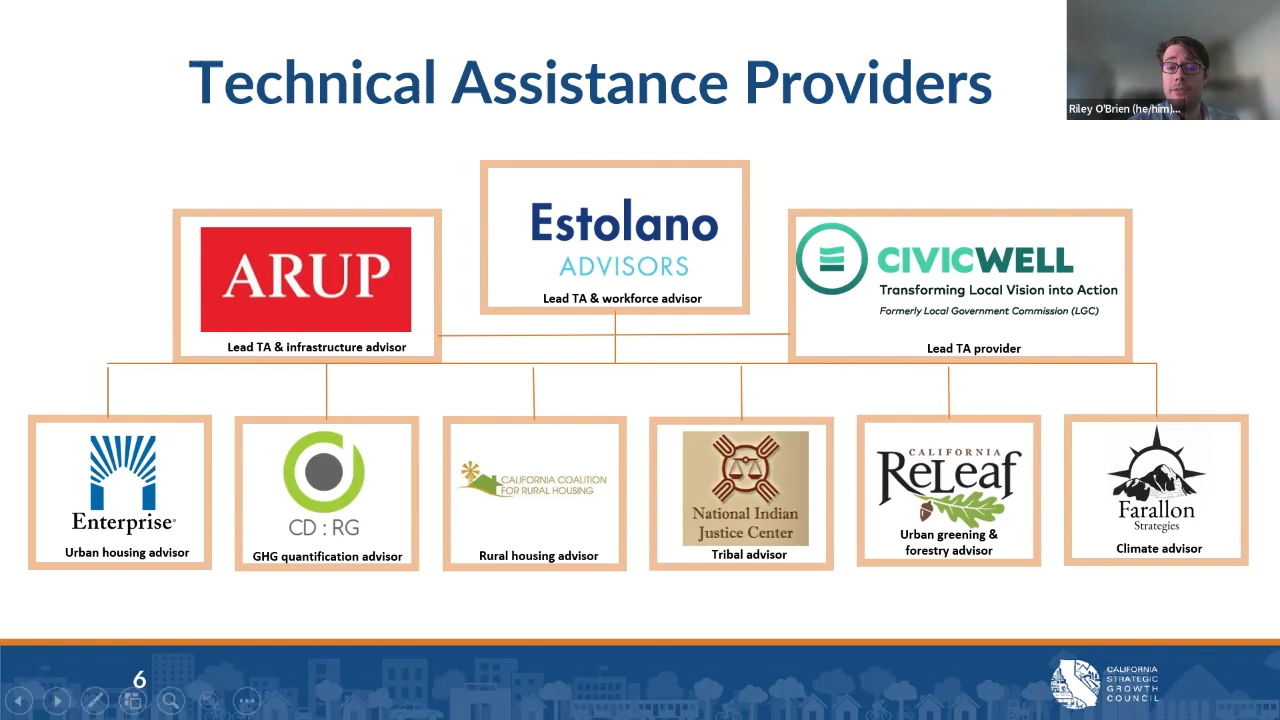 Technical Assistance Providers
Riley O'Brien (he/him)...
Estolano
ADVISORS
Lead TA & workforce advisor
ARUP
Lead TA & infrastructure advisor
CIVICWELL
Transforming Local Vision into Action
Formerly Local Government Commission (LGC)
Lead TA provider
Enterprise
Urban housing advisor
CD : RG
GHG quantification advisor
CALIFORNIA COALITION
FOR RURAL HOUSING
Rural housing advisor
National Indian
Justice Center
Tribal advisor
CALIFORNIA
ReLeaf
Urban greening &
forestry advisor
Farallon
Strategies
Climate advisor
6
CALIFORNIA
STRATEGIC
GROWTH
COUNCIL